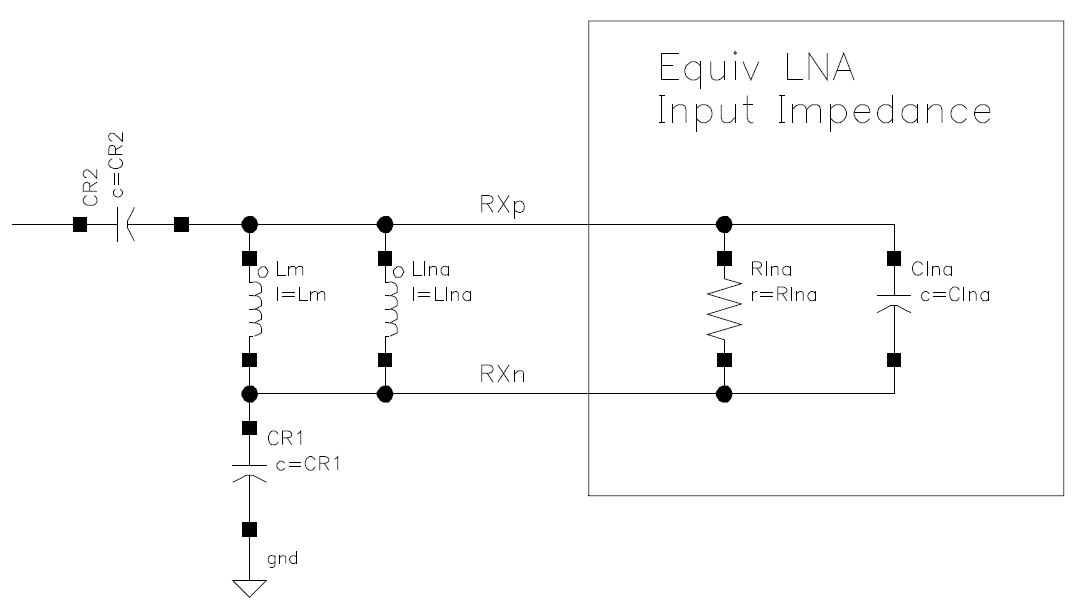 Equiv LNA
Input Impedance
CR2
c=CR2
RXp
Lm
l=Lm
Llna
l=Llna
Rlna
r=Rlna
Clna
c=Clna
RXn
CR1
c=CR1
gnd